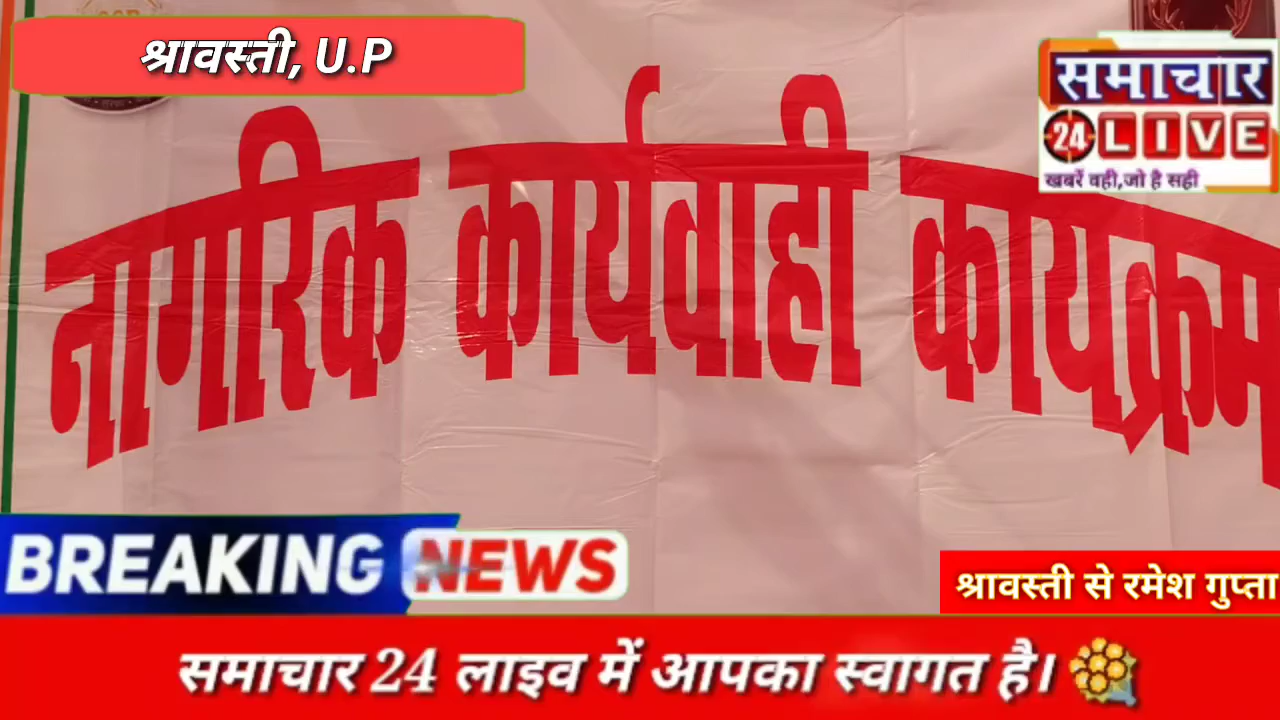 श्रावस्ती, U.P
समाचार
24 LIVE
खबरें वही,जो है सही
नागरिक कार्यवाही कायक्रम
BREAKING NEWS
श्रावस्ती से रमेश गुप्ता
समाचार 24 लाइव में आपका स्वागत है।